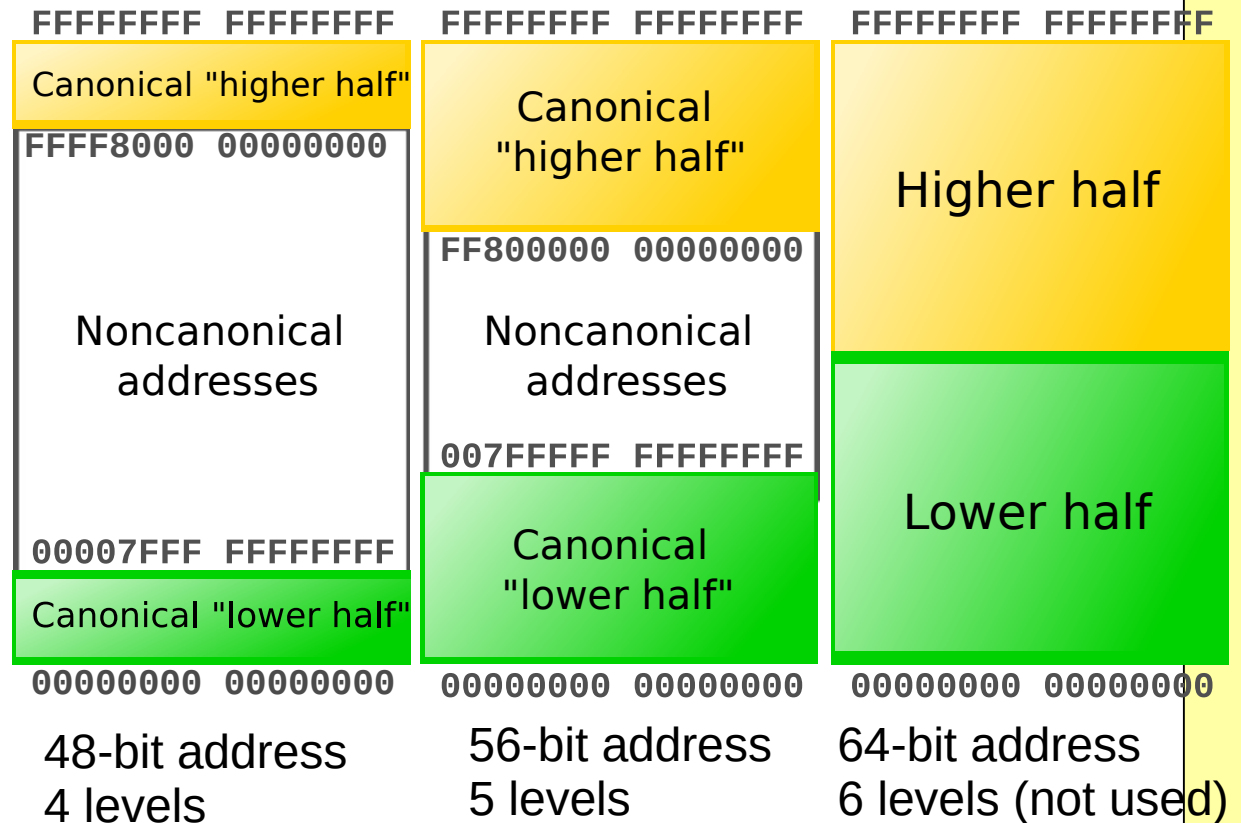 FFFFFFFF FFFFFFFF
Canonical "higher half"
FFFF8000 00000000
Noncanonical
addresses
00007FFF FFFFFFFF
Canonical "lower half"
00000000 00000000
48-bit address
4 levels
FFFFFFFF FFFFFFFF
Canonical
"higher half"
FF800000 00000000
Noncanonical
addresses
007FFFFF FFFFFFFF
Canonical
"lower half"
00000000 00000000
56-bit address
5 levels
FFFFFFFF FFFFFFFF
Higher half
Lower half
00000000 00000000
64-bit address
6 levels (not used)